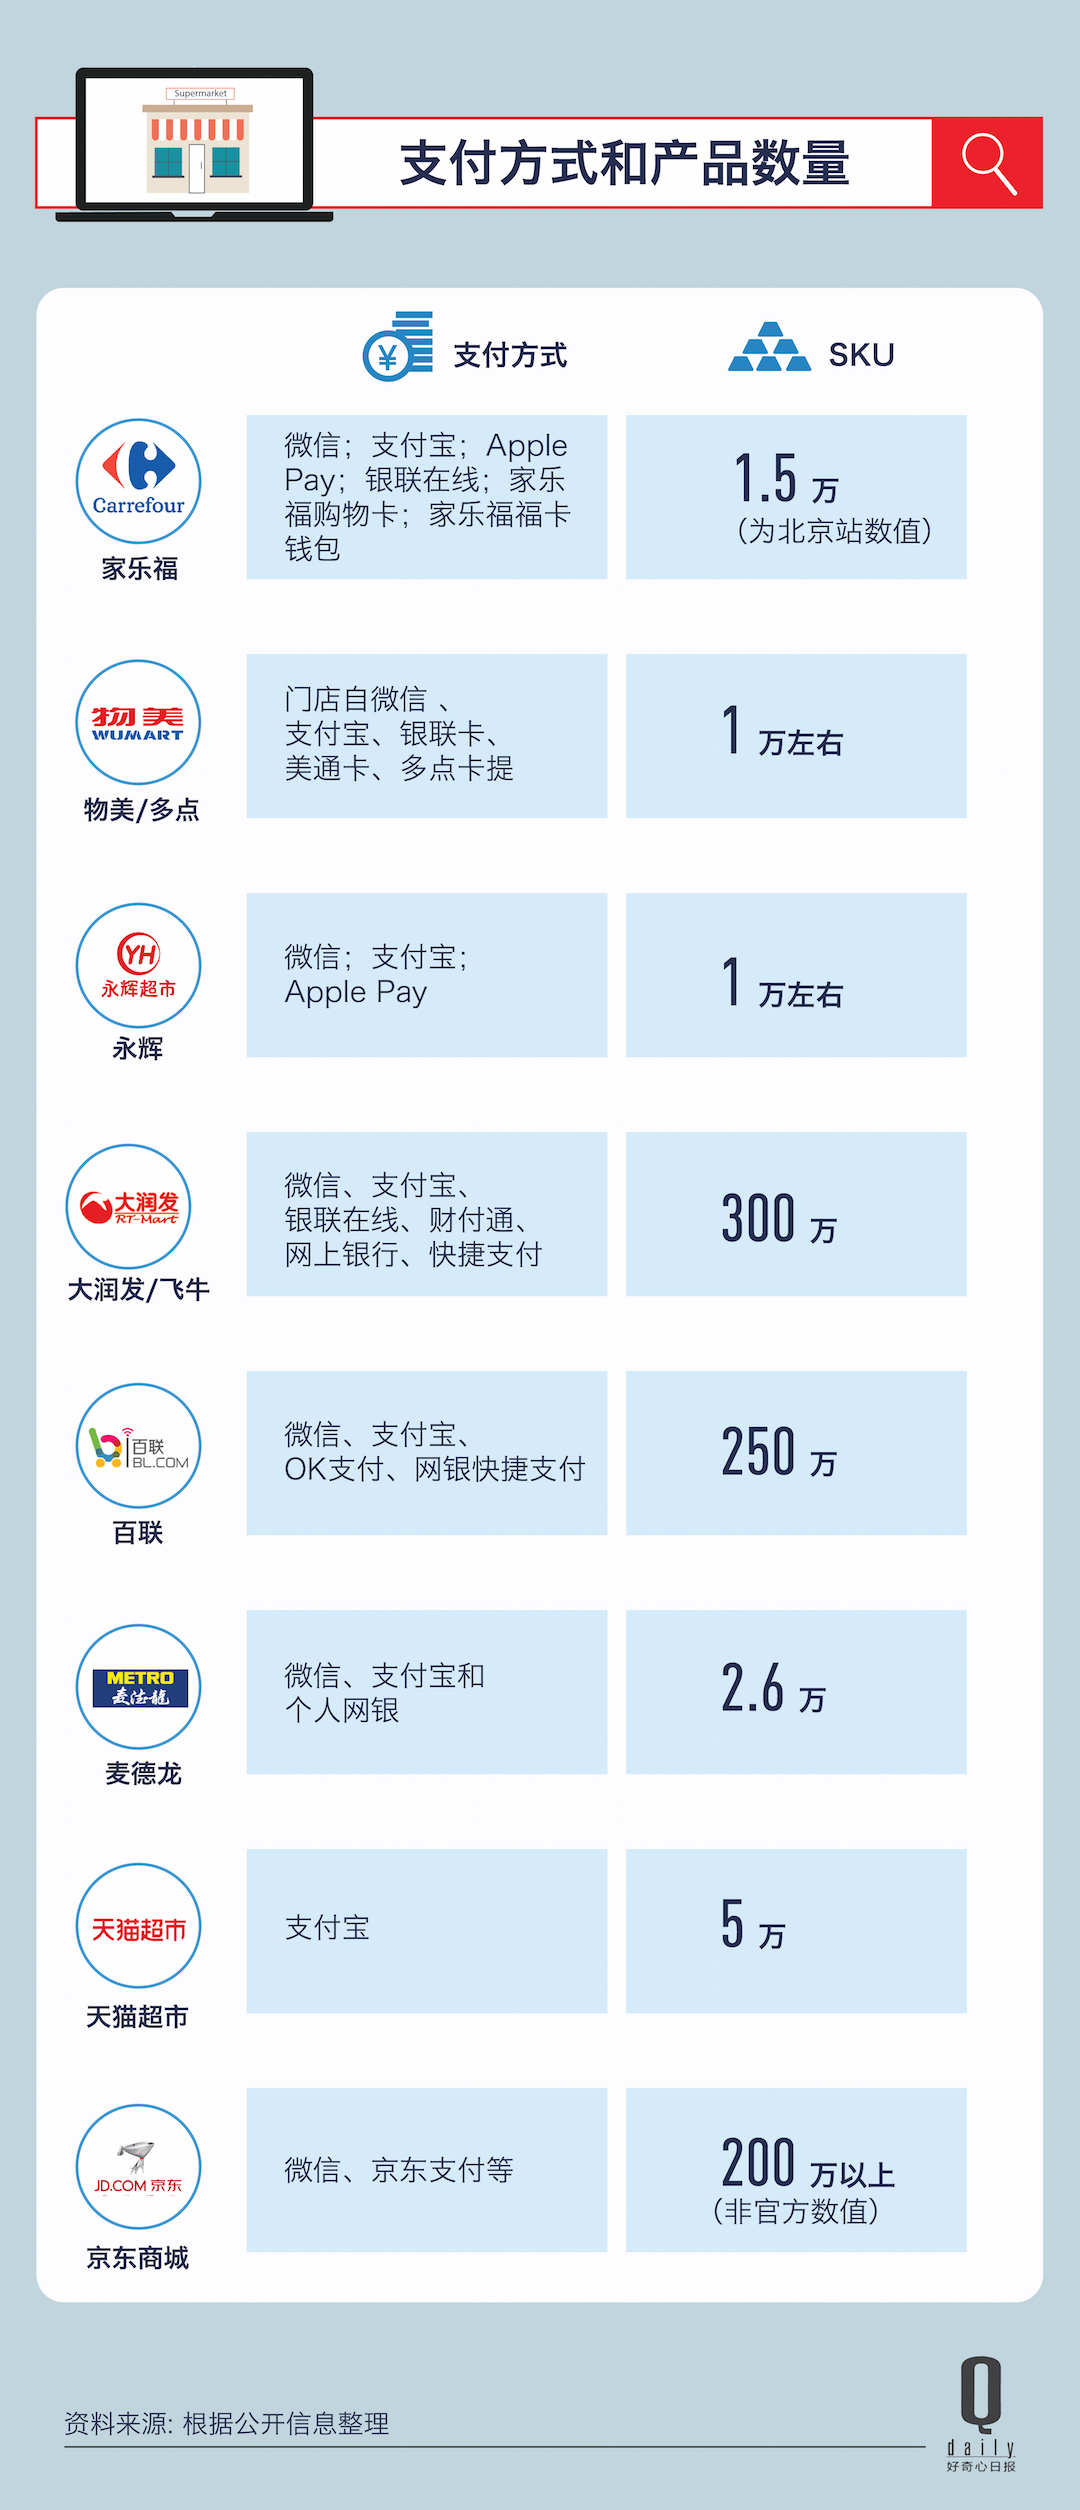 Supermarket
支付方式和产品数量
¥ 支付方式
SKU
Carrefour
家乐福
微信；支付宝；Apple
Pay；银联在线；家乐
福购物卡；家乐福福卡
钱包
1.5 万
（为北京站数值）
物美
WUMART
物美/多点
门店自微信 、
支付宝、银联卡、
美通卡、多点卡提
1 万左右
YH
永辉超市
永辉
微信；支付宝；
Apple Pay
1 万左右
大润发
RT-Mart
大润发/飞牛
微信、支付宝、
银联在线、财付通、
网上银行、快捷支付
300 万
百联
BL.COM
百联
微信、支付宝、
OK支付、网银快捷支付
250 万
METRO
麦德龍
麦德龙
微信、支付宝和
个人网银
2.6 万
天猫超市
天猫超市
支付宝
5 万
JD.COM 京东
京东商城
微信、京东支付等
200 万以上
（非官方数值）
资料来源: 根据公开信息整理
Q
daily
好奇心日报